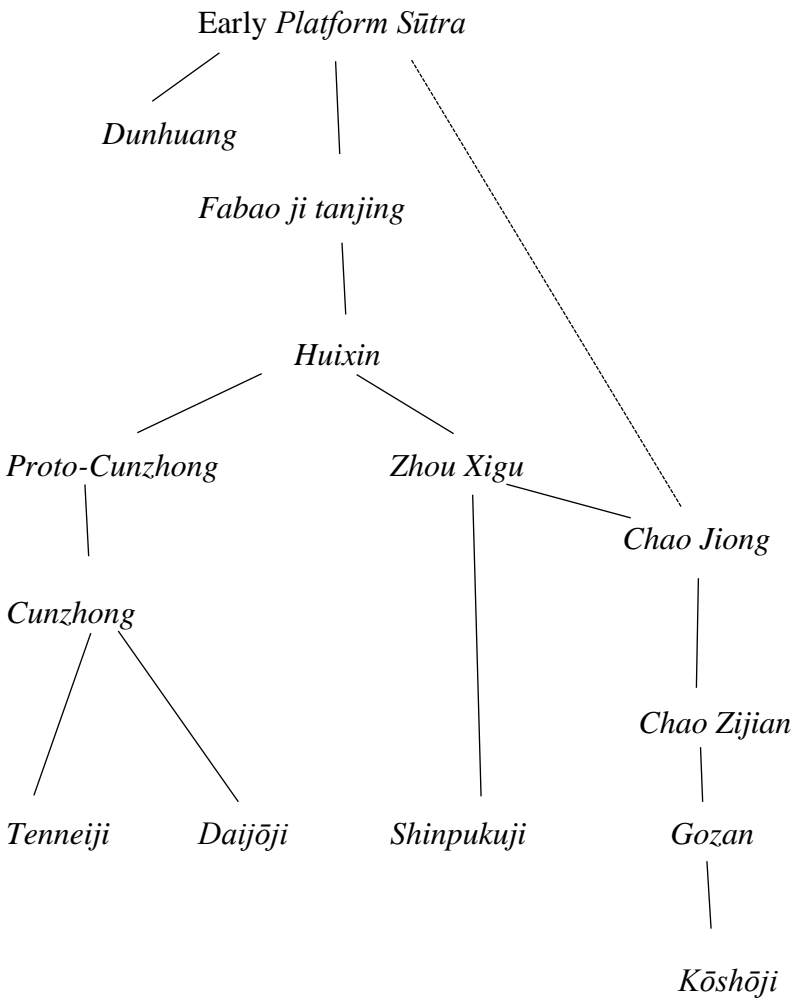 Early Platform Sūtra
Dunhuang
Fabao ji tanjing
Huixin
Proto-Cunzhong
Zhou Xigu
Chao Jiong
Cunzhong
Chao Zijian
Tenneiji
Daijōji
Shinpukuji
Gozan
Kōshōji